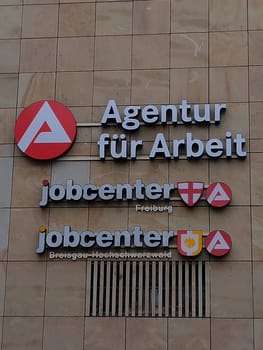 Agentur
für Arbeit
jobcenter
Freiburg
jobcenter
Breisgau-Hochschwarzwald